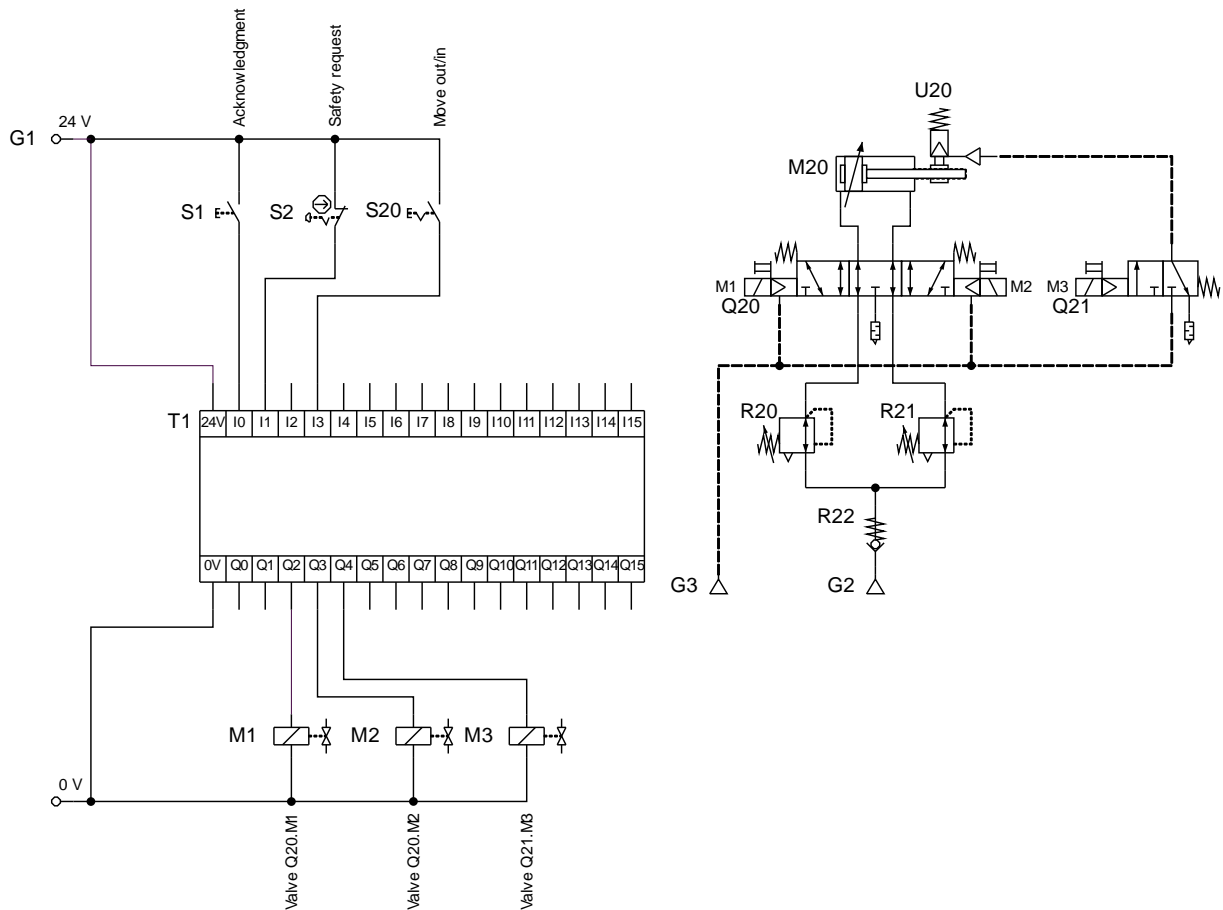 Acknowledgment
Safety request
Move out/in
24 V
G1
S1
S2
S20
T1
24V I0 I1 I2 I3 I4 I5 I6 I7 I8 I9 I10 I11 I12 I13 I14 I15
0V Q0 Q1 Q2 Q3 Q4 Q5 Q6 Q7 Q8 Q9 Q10 Q11 Q12 Q13 Q14 Q15
M1
M2
M3
0 V
Valve Q20.M1
Valve Q20.M2
Valve Q21.M3
U20
M20
M1
Q20
M2
M3
Q21
R20
R21
R22
G3
G2